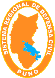 SISTEMA REGIONAL DE DEFENSA CIVIL
PUNO